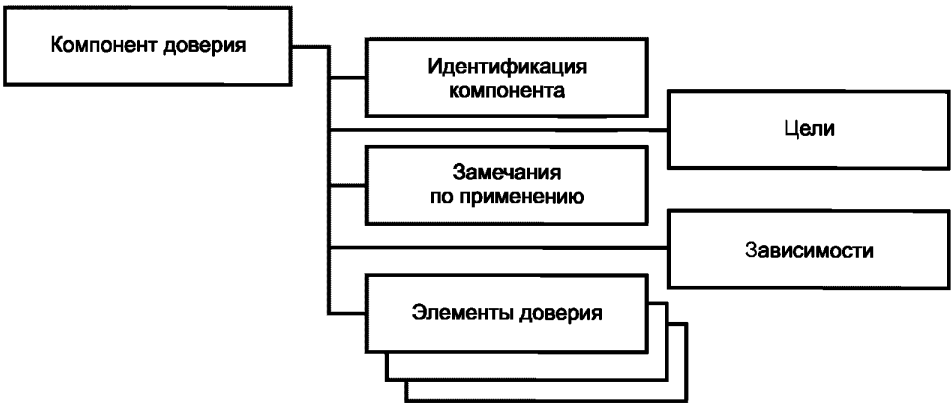 Компонент доверия
Идентификация
компонента
Цели
Замечания
по применению
Зависимости
Элементы доверия